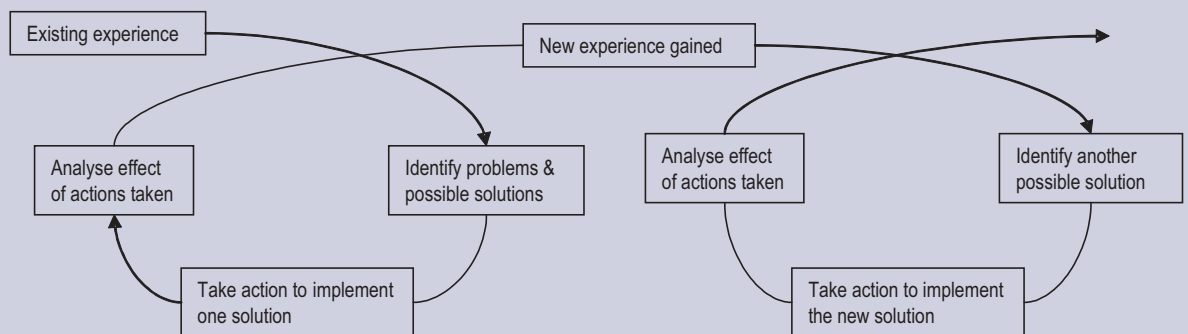 Existing experience
New experience gained
Analyse effect
of actions taken
Identify problems &
possible solutions
Analyse effect
of actions taken
Identify another
possible solution
Take action to implement
one solution
Take action to implement
the new solution